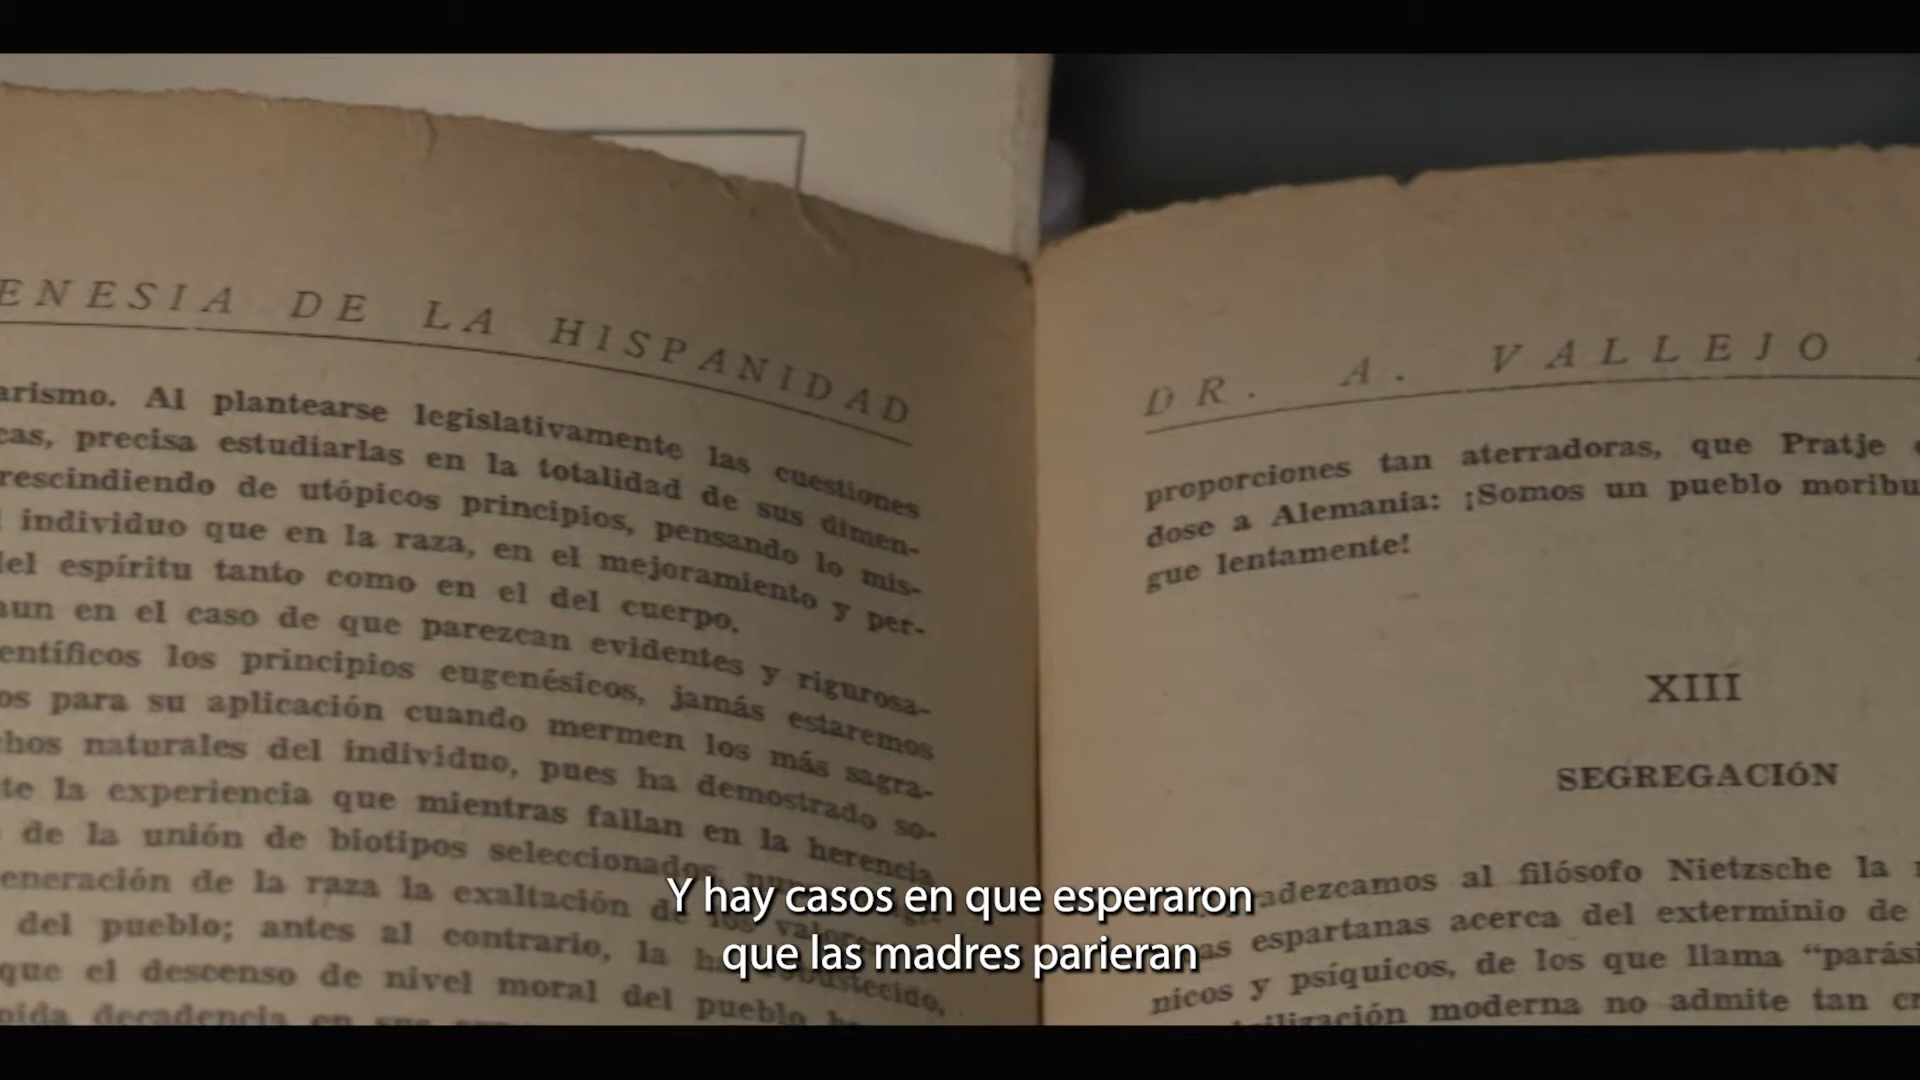 ENESIA DE LA HISPANIDAD
arismo. Al plantearse legislativamente las cuestiones
cas, precisa estudiarlas en la totalidad de sus dimen-
rescindiendo de utópicos principios, pensando lo mis-
individuo que en la raza, en el mejoramiento y per-
del espíritu tanto como en el del cuerpo.
aun en el caso de que parezcan evidentes y rigurosa-
entíficos los principios eugenésicos, jamás estaremos
os para su aplicación cuando mermen los más sagra-
chos naturales del individuo, pues ha demostrado so-
te la experiencia que mientras fallan en la herencia
de la unión de biotipos seleccionados,
eneración de la raza la exaltación de los
del pueblo; antes al contrario, la ha robustecido,
que el descenso de nivel moral del pueblo
pida decadencia en
DR. A. VALLEJO
proporciones tan aterradoras, que Pratje
dose a Alemania: ¡Somos un pueblo moribu
gue lentamente!
XIII
SEGREGACIÓN
adezcamos al filósofo Nietzsche la
as espartanas acerca del exterminio de
nicos y psíquicos, de los que llama “parási
ilización moderna no admite tan cr
Y hay casos en que esperaron
que las madres parieran